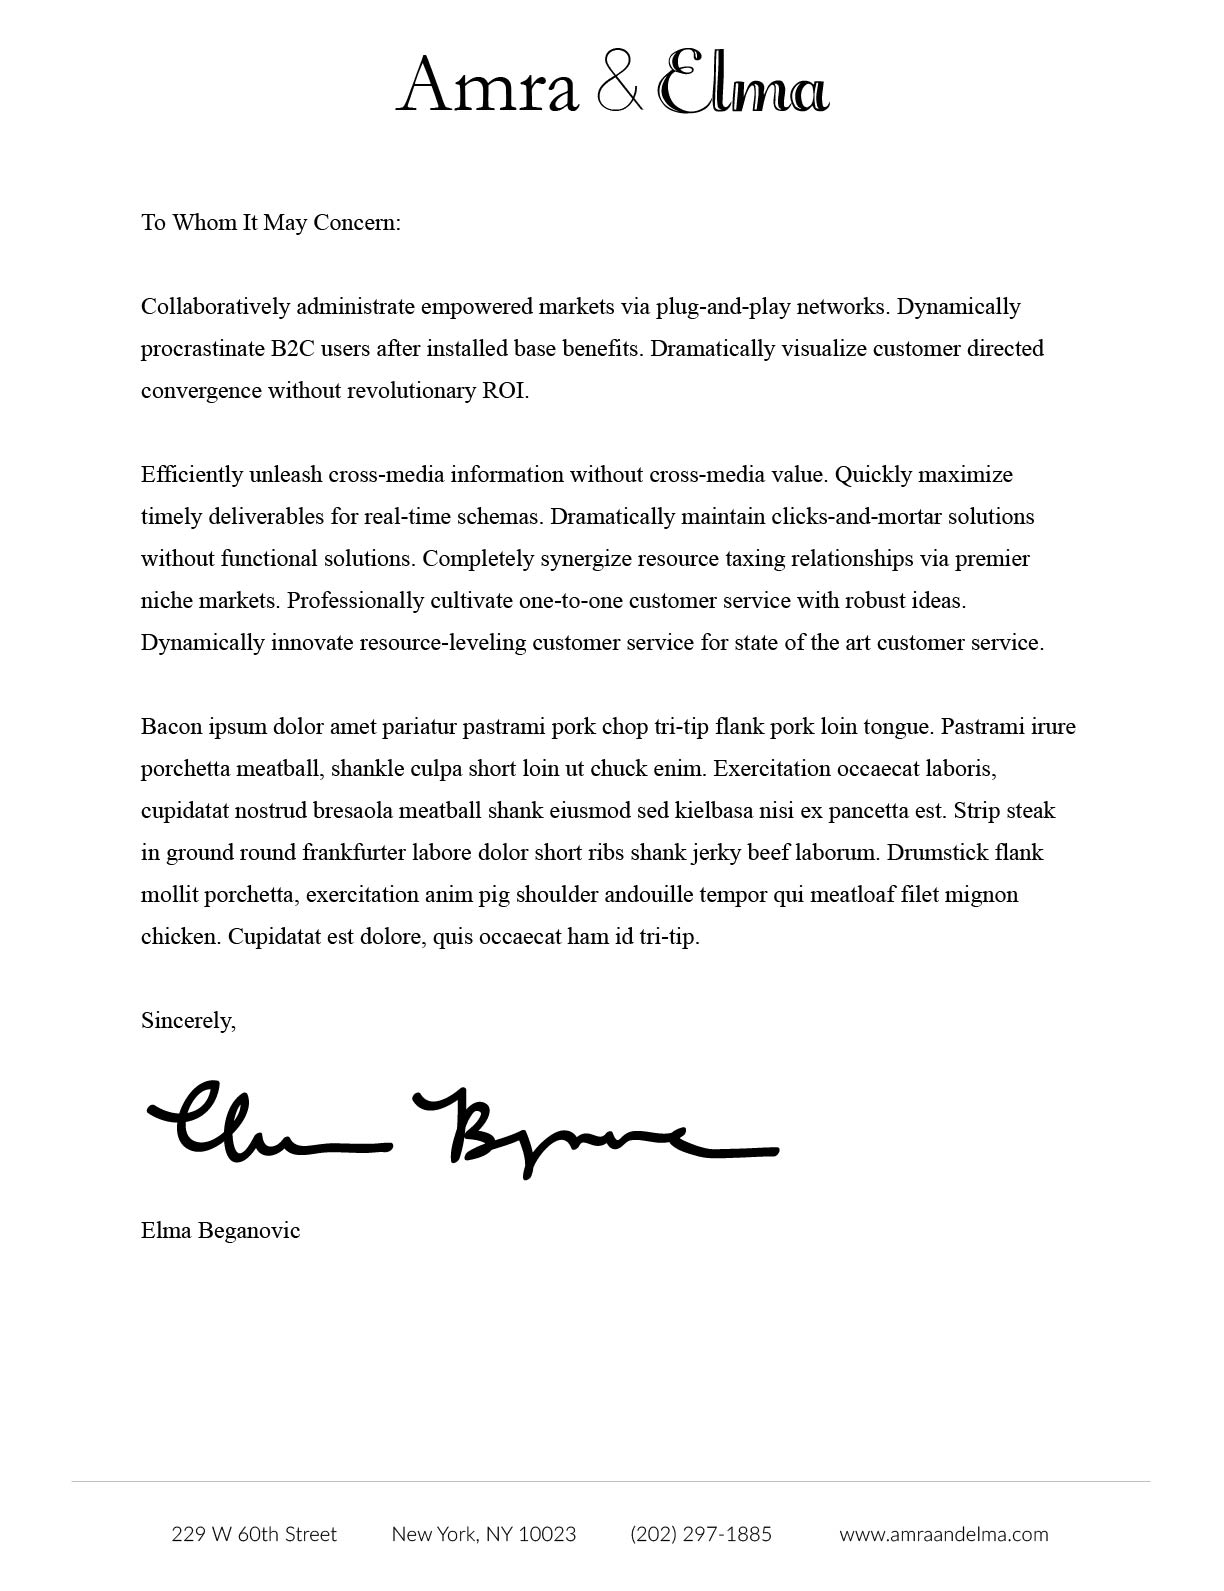 Amra & Elma
To Whom It May Concern:
Collaboratively administrate empowered markets via plug-and-play networks. Dynamically
procrastinate B2C users after installed base benefits. Dramatically visualize customer directed
convergence without revolutionary ROI.
Efficiently unleash cross-media information without cross-media value. Quickly maximize
timely deliverables for real-time schemas. Dramatically maintain clicks-and-mortar solutions
without functional solutions. Completely synergize resource taxing relationships via premier
niche markets. Professionally cultivate one-to-one customer service with robust ideas.
Dynamically innovate resource-leveling customer service for state of the art customer service.
Bacon ipsum dolor amet pariatur pastrami pork chop tri-tip flank pork loin tongue. Pastrami irure
porchetta meatball, shankle culpa short loin ut chuck enim. Exercitation occaecat laboris,
cupidatat nostrud bresaola meatball shank eiusmod sed kielbasa nisi ex pancetta est. Strip steak
in ground round frankfurter labore dolor short ribs shank jerky beef laborum. Drumstick flank
mollit porchetta, exercitation anim pig shoulder andouille tempor qui meatloaf filet mignon
chicken. Cupidatat est dolore, quis occaecat ham id tri-tip.
Sincerely,
Elma Beganovic
229 W 60th Street New York, NY 10023 (202) 297-1885 www.amraandelma.com